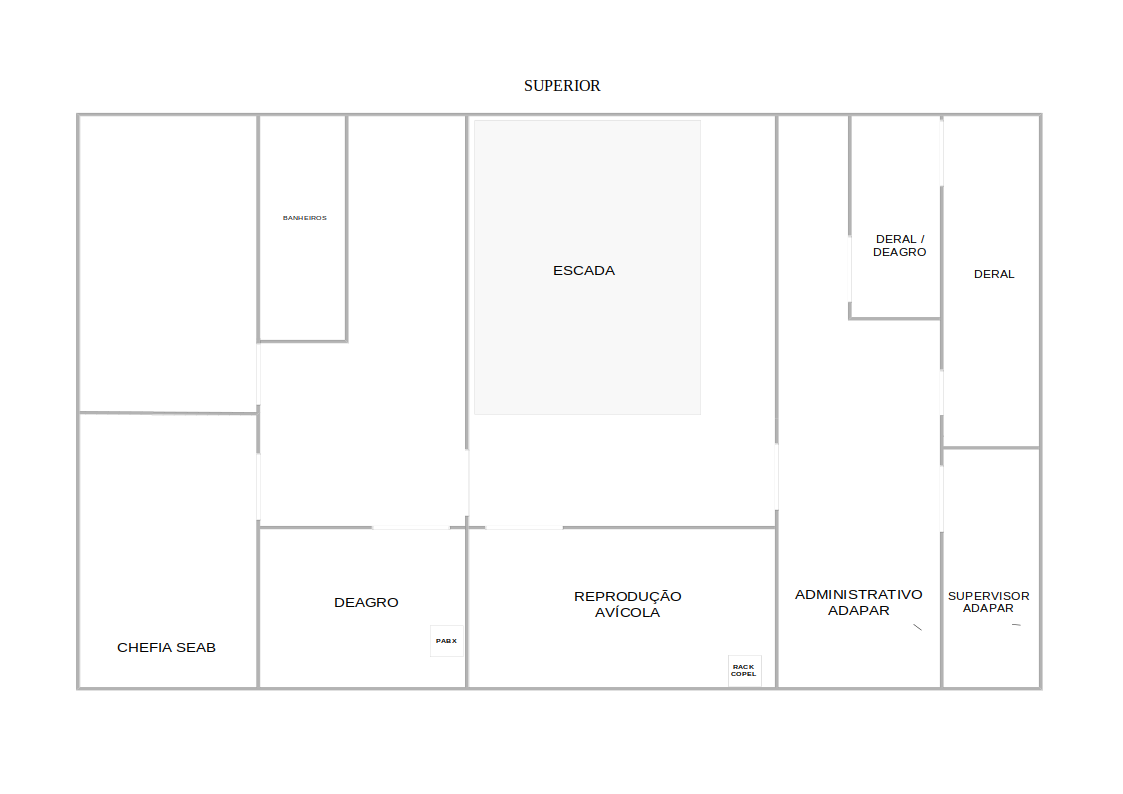 SUPERIOR
BANHEIROS
ESCADA
DERAL /
DEAGRO
DERAL
DEAGRO
PABX
REPRODUÇÃO
AVÍCOLA
RACK
COPEL
ADMINISTRATIVO
ADAPAR
SUPERVISOR
ADAPAR
CHEFIA SEAB